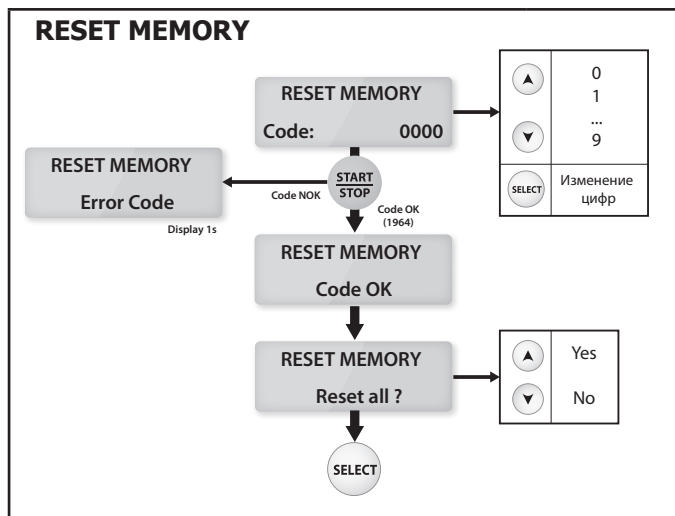 RESET MEMORY
RESET MEMORY
Code: 0000
0
1
...
9
SELECT
Изменение
цифр
START
STOP
Code NOK
RESET MEMORY
Error Code
Display 1s
Code OK
(1964)
RESET MEMORY
Code OK
RESET MEMORY
Reset all ?
Yes
No
SELECT